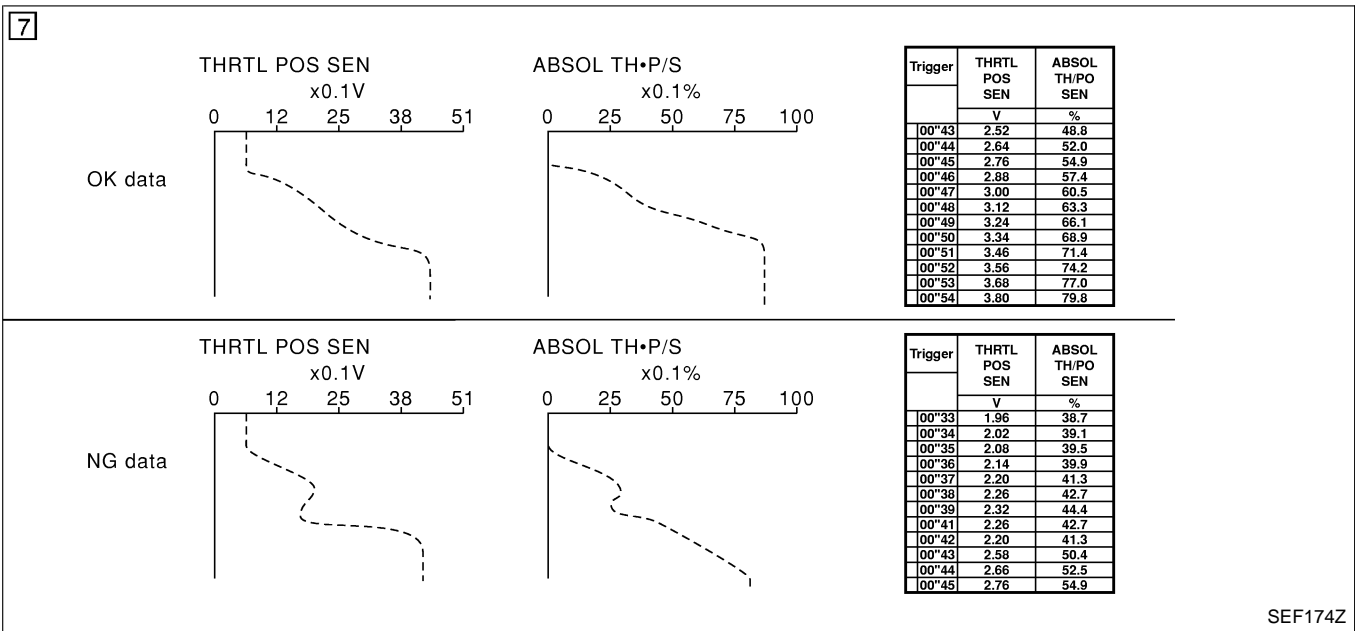 7
THRTL POS SEN
x0.1V
0 12 25 38 51
ABSOL TH•P/S
x0.1%
0 25 50 75 100
OK data
Trigger THRTL POS SEN ABSOL TH/PO SEN
V %
00"43 2.52 48.8
00"44 2.64 52.0
00"45 2.76 54.9
00"46 2.88 57.4
00"47 3.00 60.5
00"48 3.12 63.3
00"49 3.24 66.1
00"50 3.34 68.9
00"51 3.46 71.4
00"52 3.56 74.2
00"53 3.68 77.0
00"54 3.80 79.8
THRTL POS SEN
x0.1V
0 12 25 38 51
ABSOL TH•P/S
x0.1%
0 25 50 75 100
NG data
Trigger THRTL POS SEN ABSOL TH/PO SEN
V %
00"33 1.96 38.7
00"34 2.02 39.1
00"35 2.08 39.5
00"36 2.14 39.9
00"37 2.20 41.3
00"38 2.26 42.7
00"39 2.32 44.4
00"41 2.26 42.7
00"42 2.20 41.3
00"43 2.58 50.4
00"44 2.66 52.5
00"45 2.76 54.9
SEF174Z